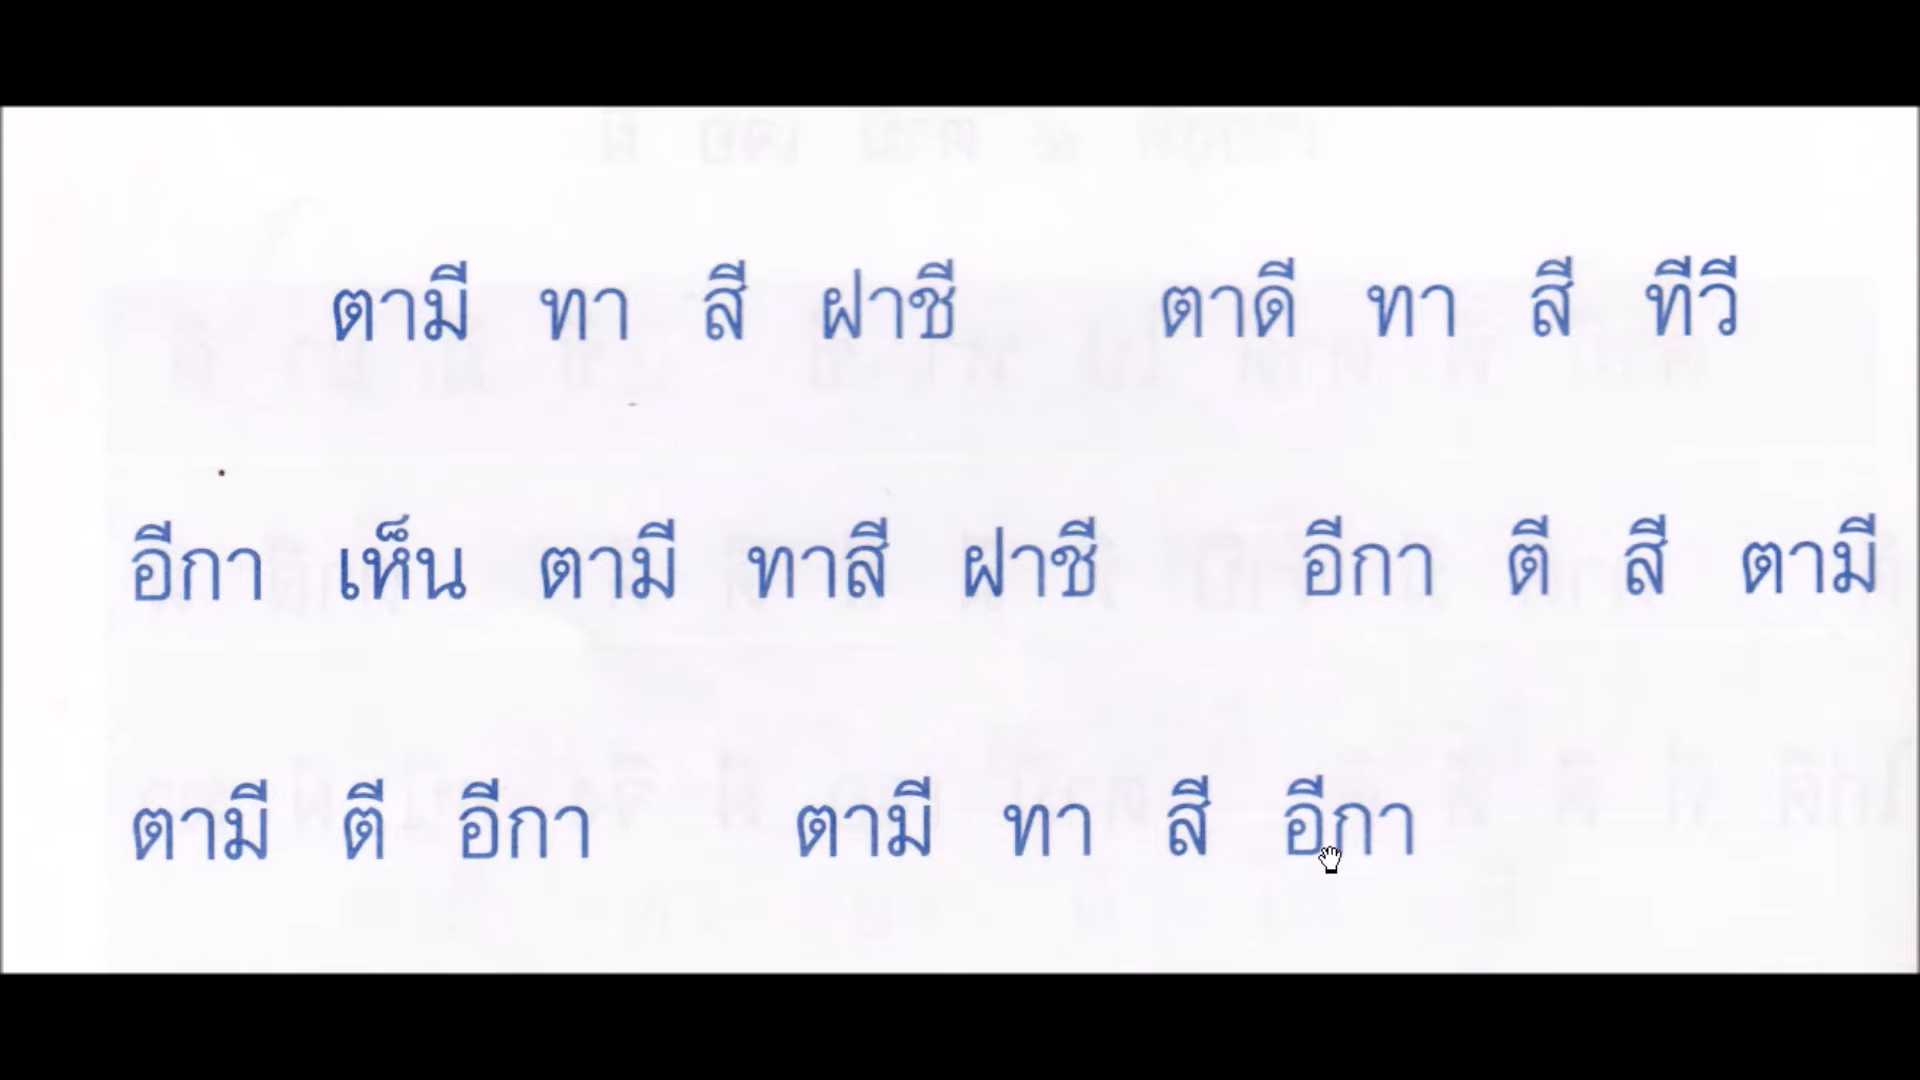 ตามี ทา สี ฝาชี ตาดี ทา สี ทีวี
อีกา เห็น ตามี ทาสี ฝาชี อีกา ตี สี ตามี
ตามี ตี อีกา ตามี ทา สี อีกา